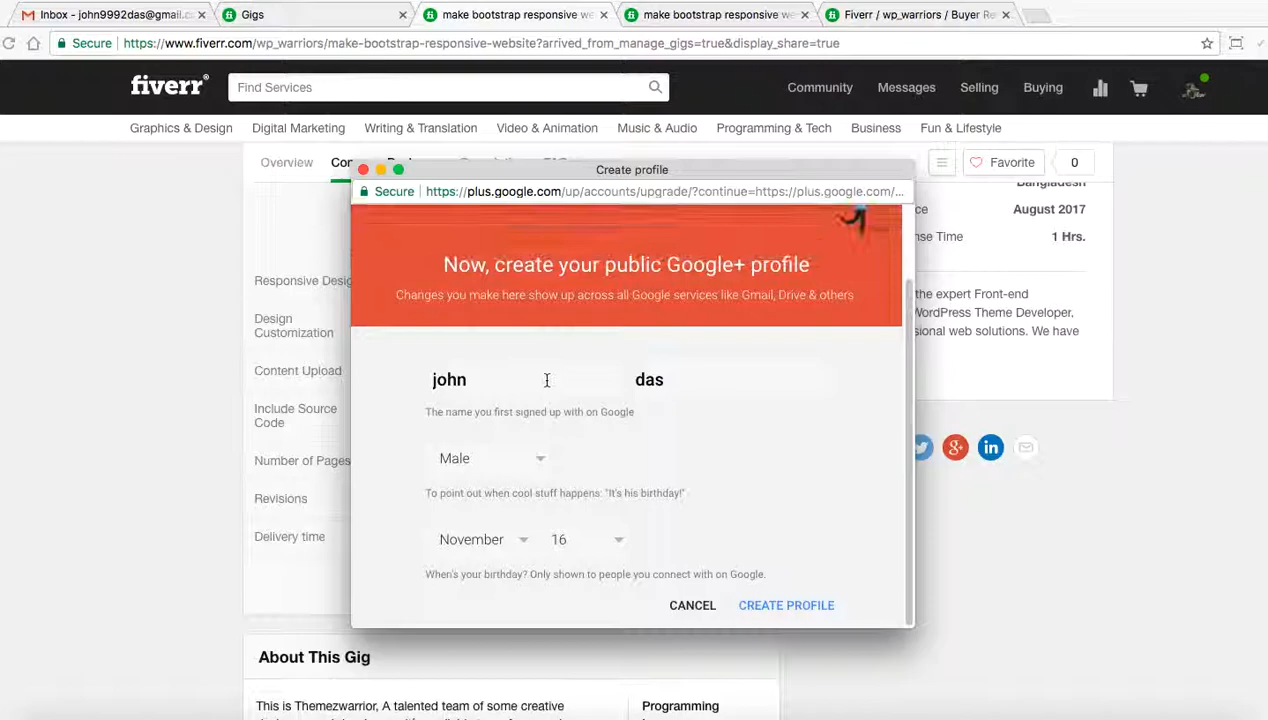 Inbox - john9992das@gmail.c
Gigs
make bootstrap responsive we
make bootstrap responsive we
Fiverr / wp_warriors / Buyer Re
Secure
https://www.fiverr.com/wp_warriors/make-bootstrap-responsive-website?arrived_from_manage_gigs=true&display_share=true
fiverr®
Find Services
Community
Messages
Selling
Buying
Graphics & Design
Digital Marketing
Writing & Translation
Video & Animation
Music & Audio
Programming & Tech
Business
Fun & Lifestyle
Overview
Favorite
0
Bangladesh
August 2017
1 Hrs.
the expert Front-end
WordPress Theme Developer,
sional web solutions. We have
Responsive Desig
Design
Customization
Content Upload
Include Source
Code
Number of Pages
Revisions
Delivery time
Create profile
Secure
https://plus.google.com/up/accounts/upgrade/?continue=https://plus.google.com/...
Now, create your public Google+ profile
Changes you make here show up across all Google services like Gmail, Drive & others
john
das
The name you first signed up with on Google
Male
To point out when cool stuff happens: "It's his birthday!"
November
16
When's your birthday? Only shown to people you connect with on Google.
CANCEL
CREATE PROFILE
About This Gig
This is Themezwarrior, A talented team of some creative
Programming